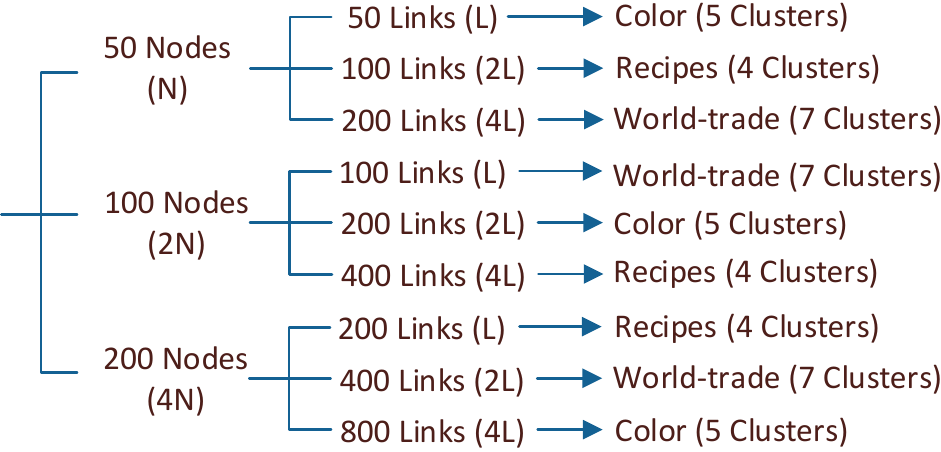 50 Nodes
(N)
50 Links (L)
Color (5 Clusters)
100 Links (2L)
Recipes (4 Clusters)
200 Links (4L)
World-trade (7 Clusters)
100 Nodes
(2N)
100 Links (L)
World-trade (7 Clusters)
200 Links (2L)
Color (5 Clusters)
400 Links (4L)
Recipes (4 Clusters)
200 Nodes
(4N)
200 Links (L)
Recipes (4 Clusters)
400 Links (2L)
World-trade (7 Clusters)
800 Links (4L)
Color (5 Clusters)